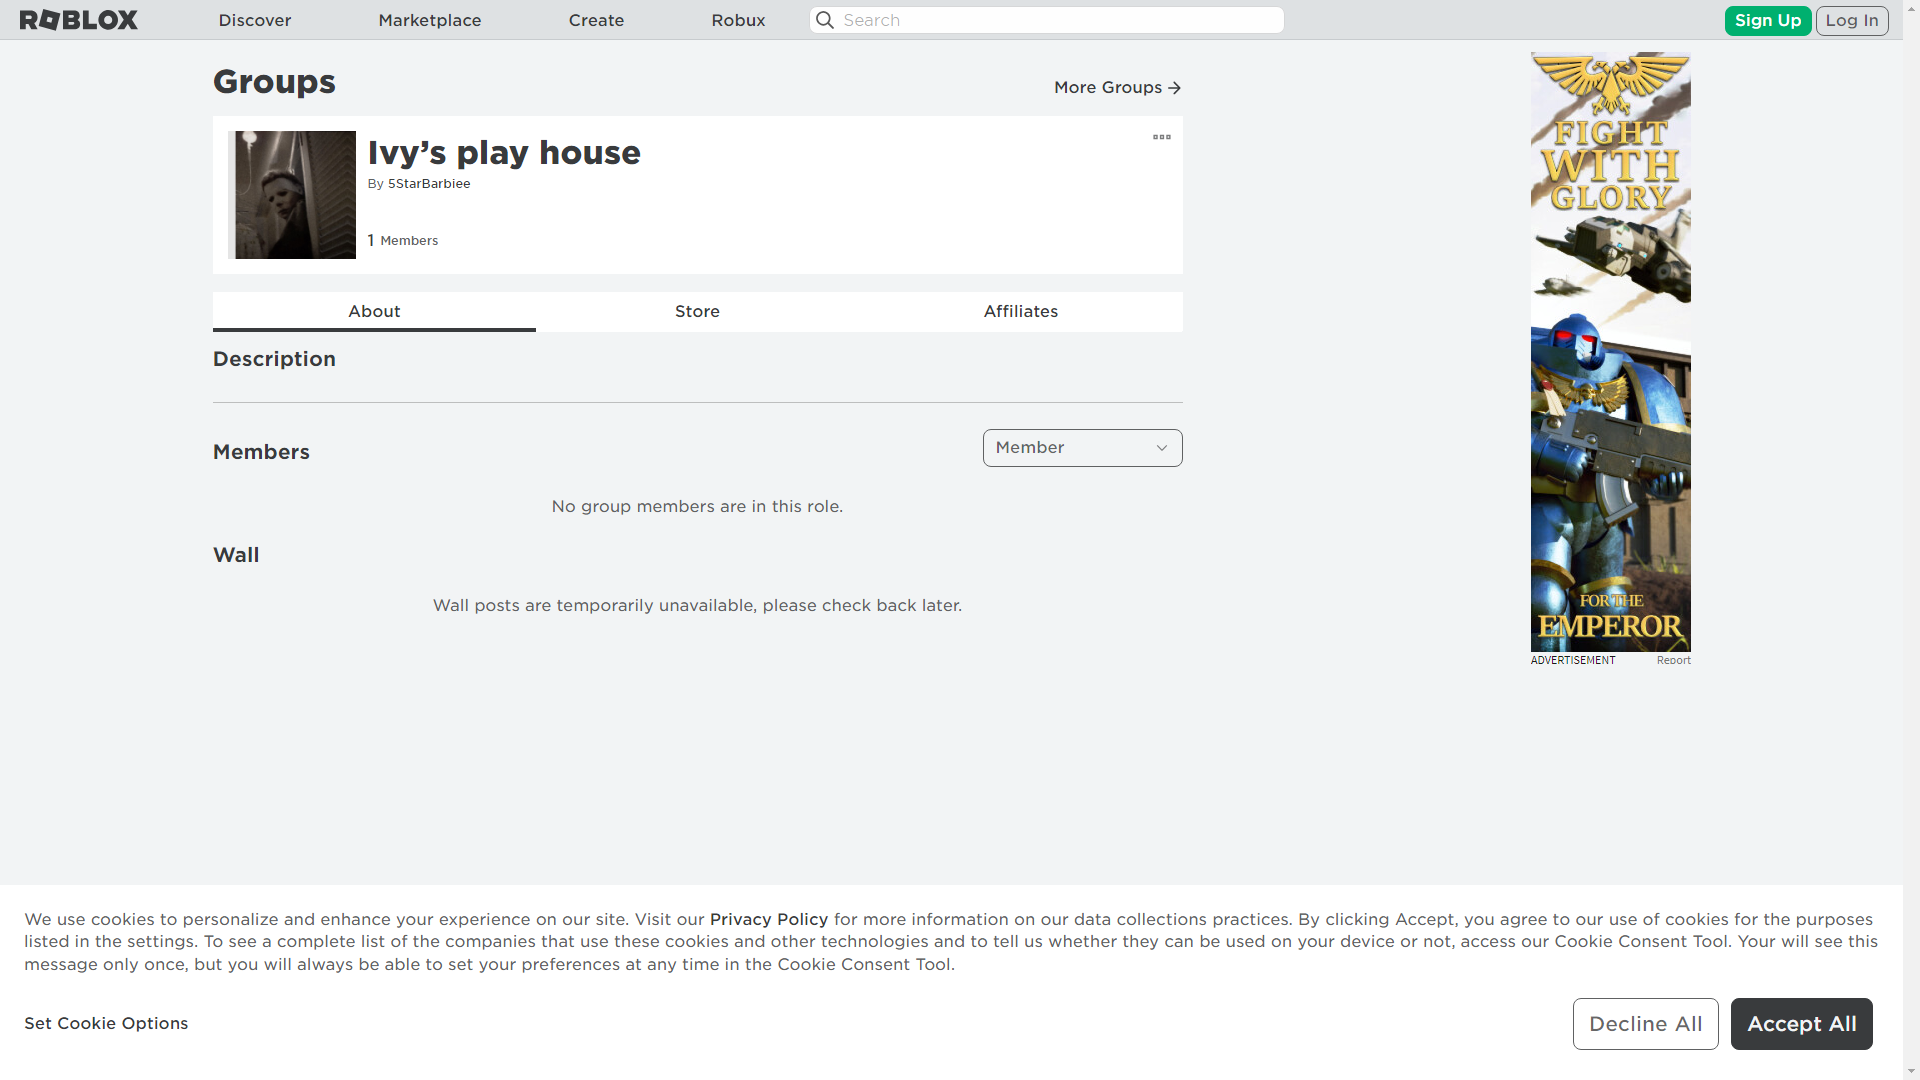 ROBLOX
Discover
Marketplace
Create
Robux
Search
Sign Up
Log In
Groups
More Groups
Ivy’s play house
By 5StarBarbiee
1 Members
About
Store
Affiliates
Description
Members
Member
No group members are in this role.
Wall
Wall posts are temporarily unavailable, please check back later.
FIGHT
WITH
GLORY
FOR THE
EMPEROR
ADVERTISEMENT
Report
We use cookies to personalize and enhance your experience on our site. Visit our Privacy Policy for more information on our data collections practices. By clicking Accept, you agree to our use of cookies for the purposes
listed in the settings. To see a complete list of the companies that use these cookies and other technologies and to tell us whether they can be used on your device or not, access our Cookie Consent Tool. Your will see this
message only once, but you will always be able to set your preferences at any time in the Cookie Consent Tool.
Set Cookie Options
Decline All
Accept All